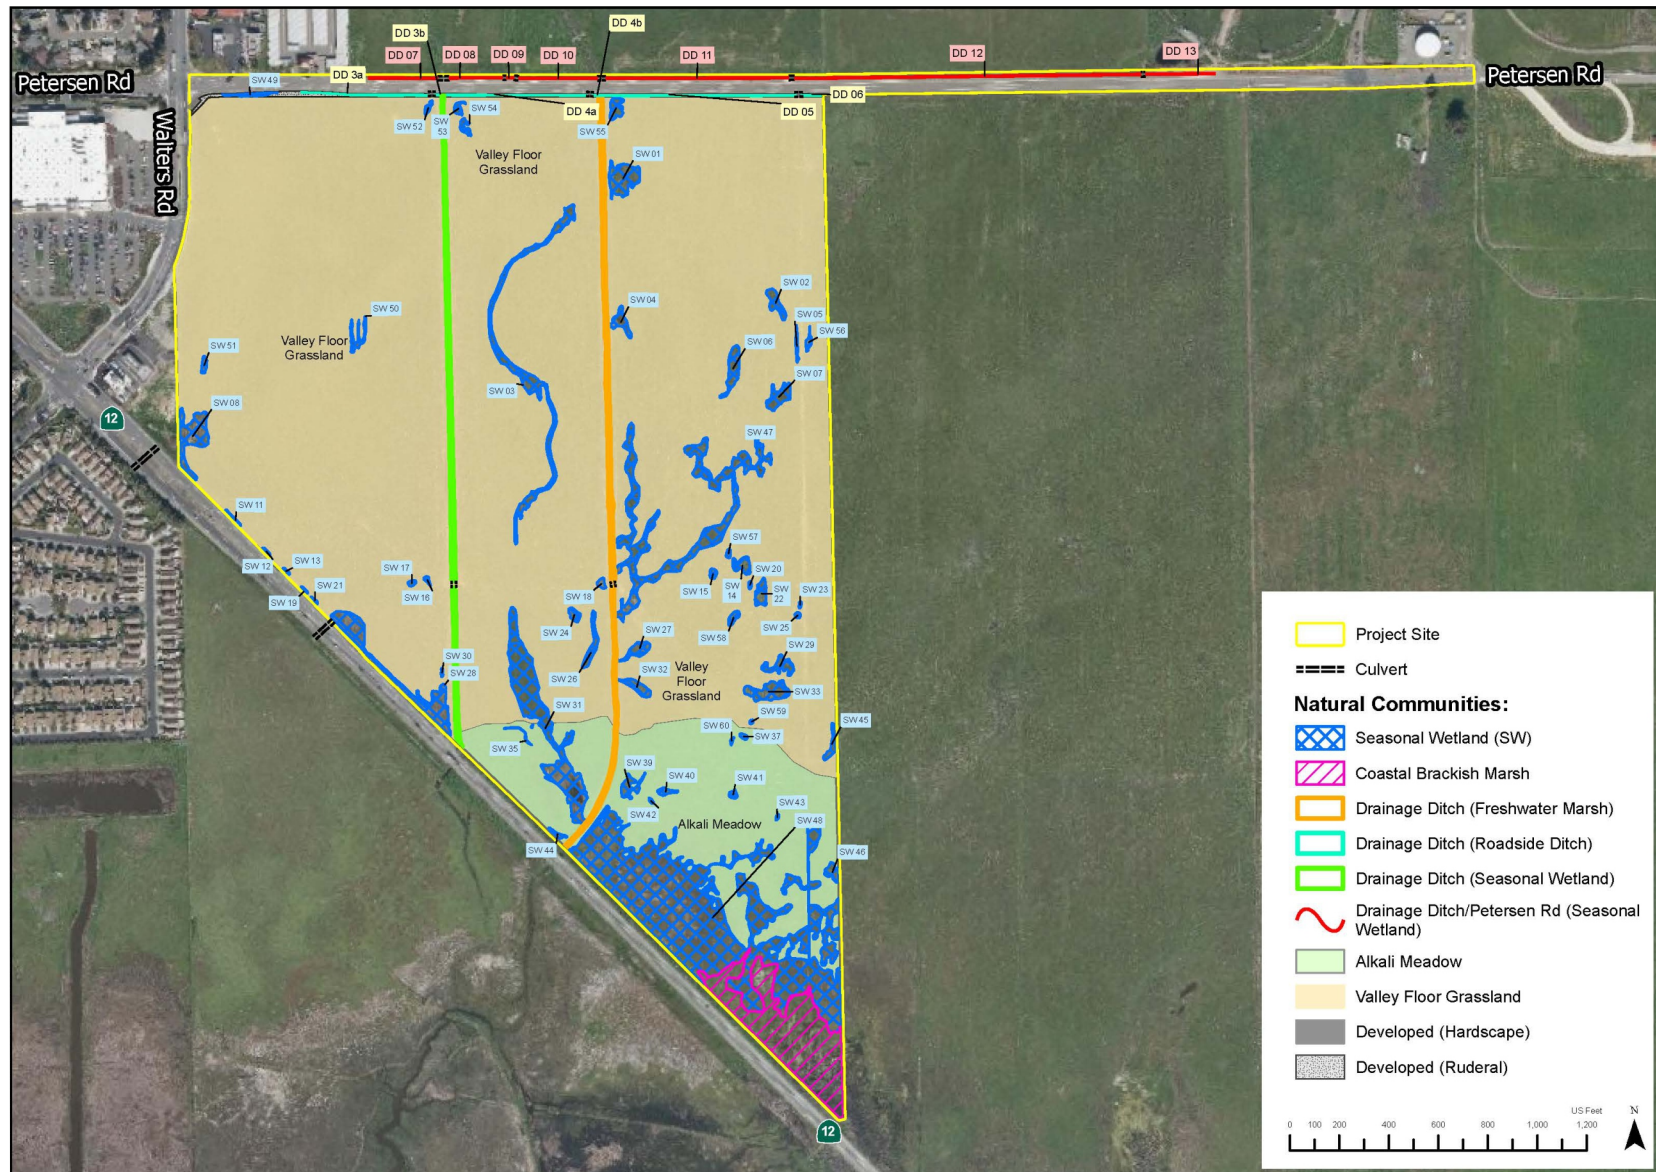 DD 4b
DD 3b
DD 07
DD 08
DD 09
DD 10
DD 11
DD 12
DD 13
Petersen Rd
SW 49
DD 3a
Petersen Rd
DD 4a
DD 05
DD 06
Walters Rd
SW 52
SW
53
SW 54
SW 55
Valley Floor
Grassland
SW 01
SW 02
SW 04
SW 05
SW 56
SW 50
Valley Floor
Grassland
SW 51
SW 06
SW 07
SW 03
SW 08
12
SW 47
SW 11
SW 12
SW 13
SW 57
SW 17
SW 16
SW 18
SW 15
SW
14
SW 20
SW
22
SW 23
SW 19
SW 21
SW 24
SW 58
SW 25
SW 27
SW 26
SW 32
Valley
Floor
Grassland
SW 29
SW 33
SW 30
SW 28
SW 31
SW 59
SW 45
SW 35
SW 60
SW 37
SW 39
SW 40
SW 41
SW 42
SW 43
Alkali Meadow
SW 48
SW 44
SW 46
12
Project Site
Culvert
Natural Communities:
Seasonal Wetland (SW)
Coastal Brackish Marsh
Drainage Ditch (Freshwater Marsh)
Drainage Ditch (Roadside Ditch)
Drainage Ditch (Seasonal Wetland)
Drainage Ditch/Petersen Rd (Seasonal
Wetland)
Alkali Meadow
Valley Floor Grassland
Developed (Hardscape)
Developed (Ruderal)
US Feet
N
0 100 200 400 600 800 1,000 1,200